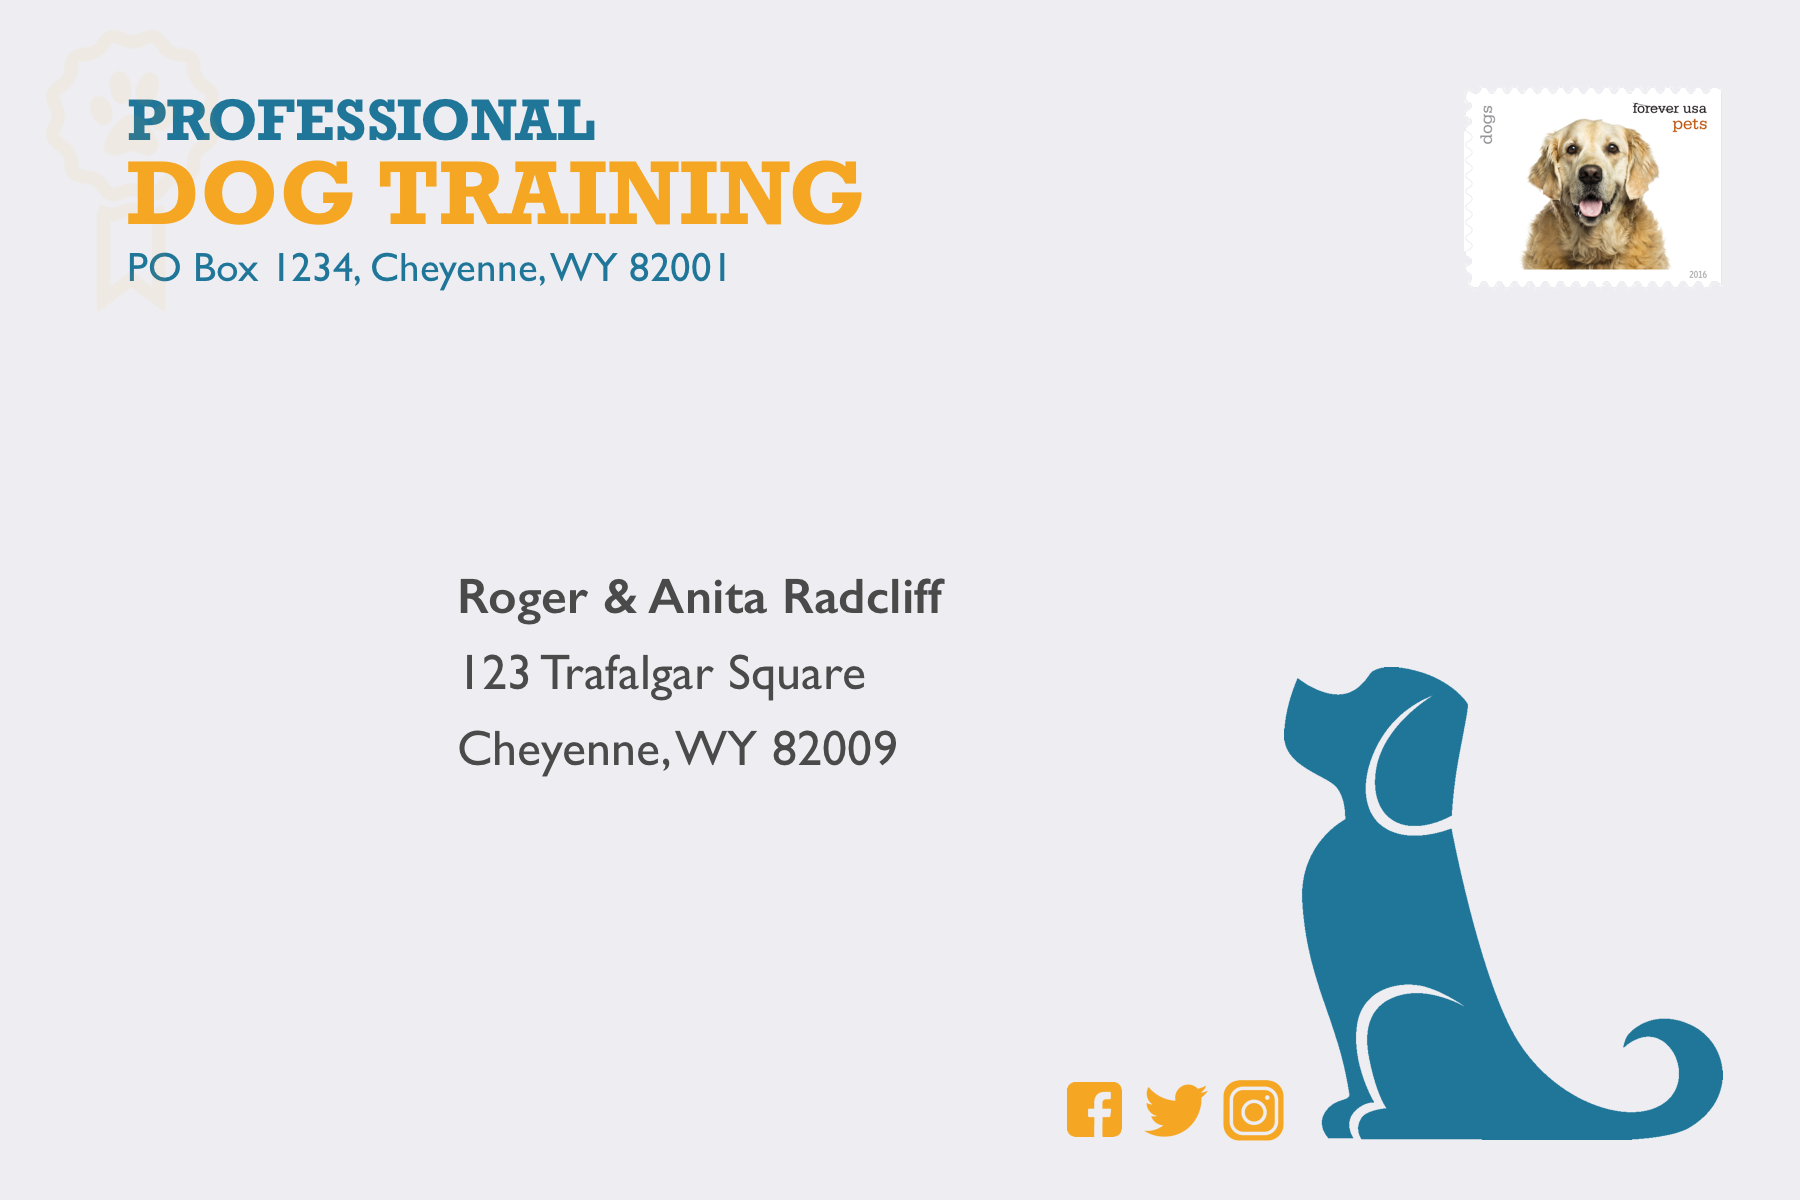 PROFESSIONAL
DOG TRAINING
PO Box 1234, Cheyenne, WY 82001
dogs
forever usa
pets
2016
Roger & Anita Radcliff
123 Trafalgar Square
Cheyenne, WY 82009